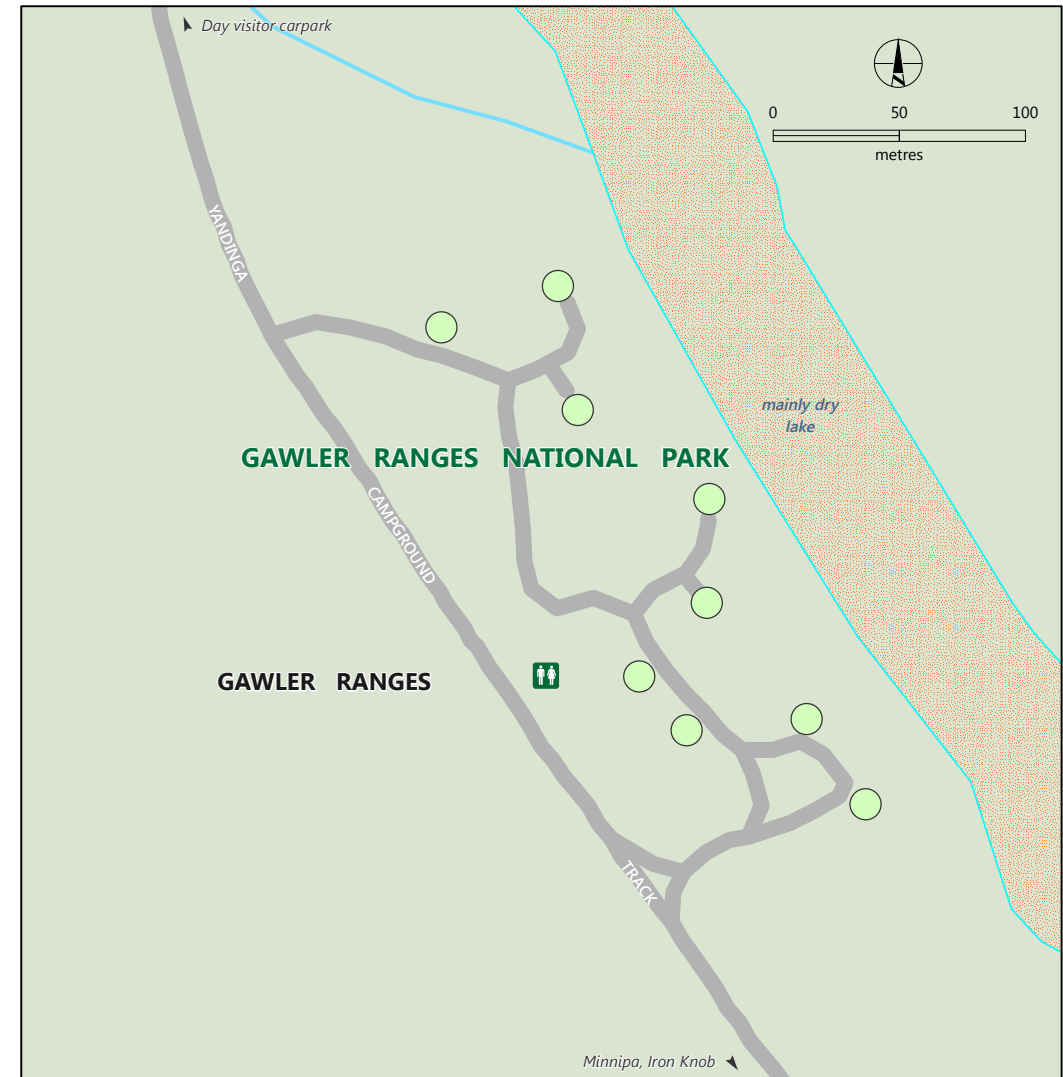 Day visitor carpark
0 50 100
metres
YANDINGA
mainly dry
lake
GAWLER RANGES NATIONAL PARK
CAMPGROUND
GAWLER RANGES
TRACK
Minnipa, Iron Knob